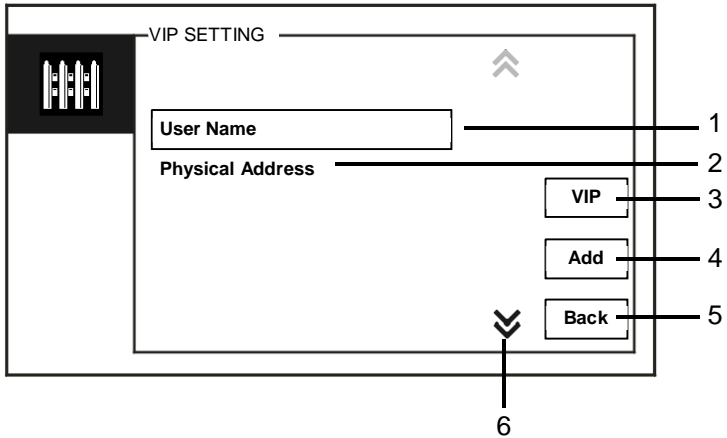 VIP SETTING
User Name
1
Physical Address
2
VIP
3
Add
4
Back
5
6